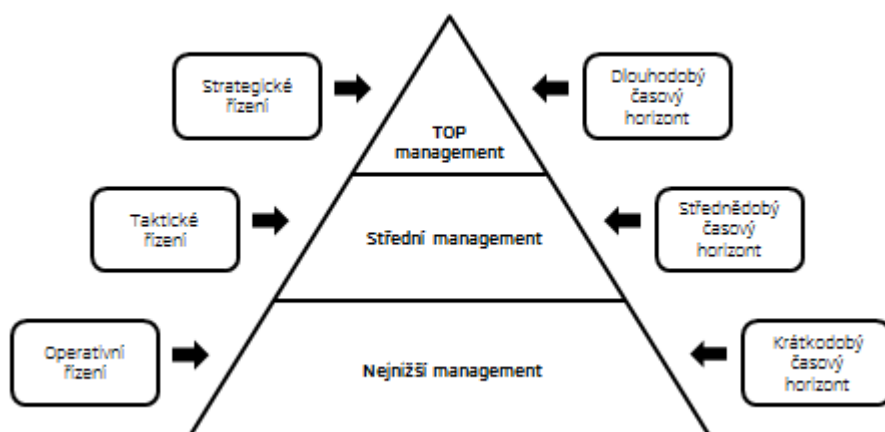 Strategické
řízení
TOP
management
Dlouhodobý
časový
horizont
Taktické
řízení
Střední management
Střednědobý
časový
horizont
Operativní
řízení
Nejnižší management
Krátkodobý
časový
horizont